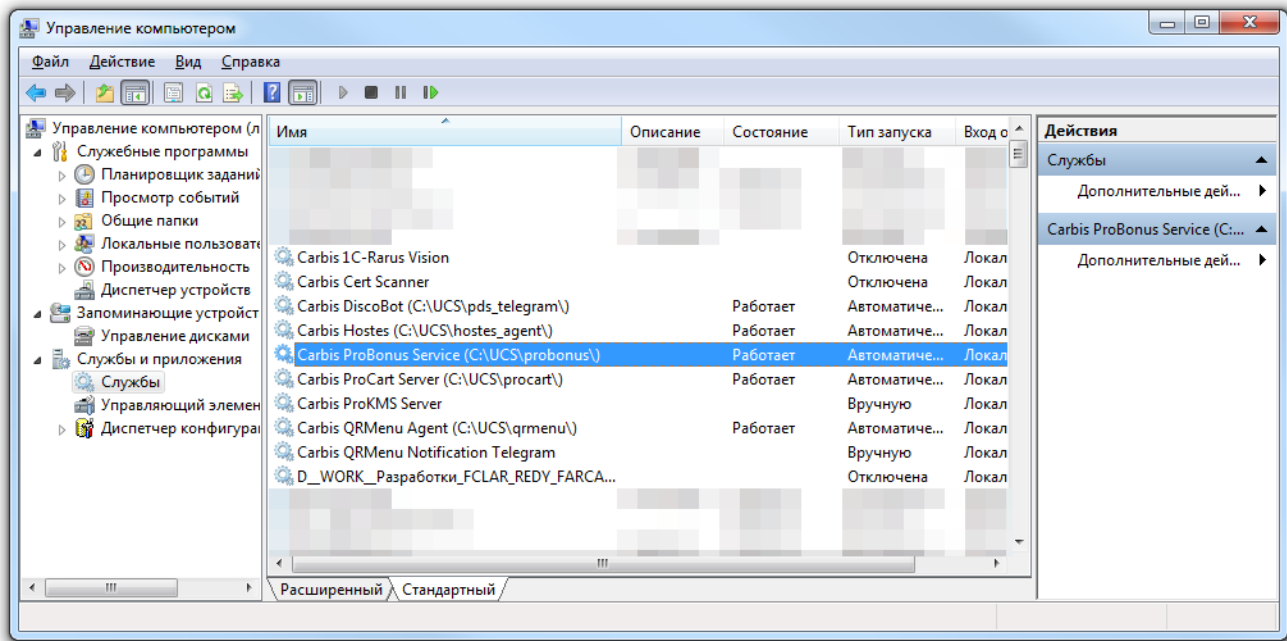 Управление компьютером
Файл Действие Вид Справка
Управление компьютером (л
Служебные программы
Планировщик заданий
Просмотр событий
Общие папки
Локальные пользовате
Производительность
Диспетчер устройств
Запоминающие устройст
Управление дисками
Службы и приложения
Службы
Управляющий элемен
Диспетчер конфигура
Имя Описание Состояние Тип запуска Вход о
Carbis 1C-Rarus Vision Отключена Локал
Carbis Cert Scanner Отключена Локал
Carbis DiscoBot (C:\UCS\pds_telegram\) Работает Автоматиче... Локал
Carbis Hostes (C:\UCS\hostes_agent\) Работает Автоматиче... Локал
Carbis ProBonus Service (C:\UCS\probonus\) Работает Автоматиче... Локал
Carbis ProCart Server (C:\UCS\procart\) Работает Автоматиче... Локал
Carbis ProKMS Server Вручную Локал
Carbis QRMenu Agent (C:\UCS\qrmenu\) Работает Автоматиче... Локал
Carbis QRMenu Notification Telegram Вручную Локал
D__WORK__Разработки_FCLAR_REDY_FARCA... Отключена Локал
Расширенный Стандартный
Действия
Службы
Дополнительные дей...
Carbis ProBonus Service (C:...
Дополнительные дей...